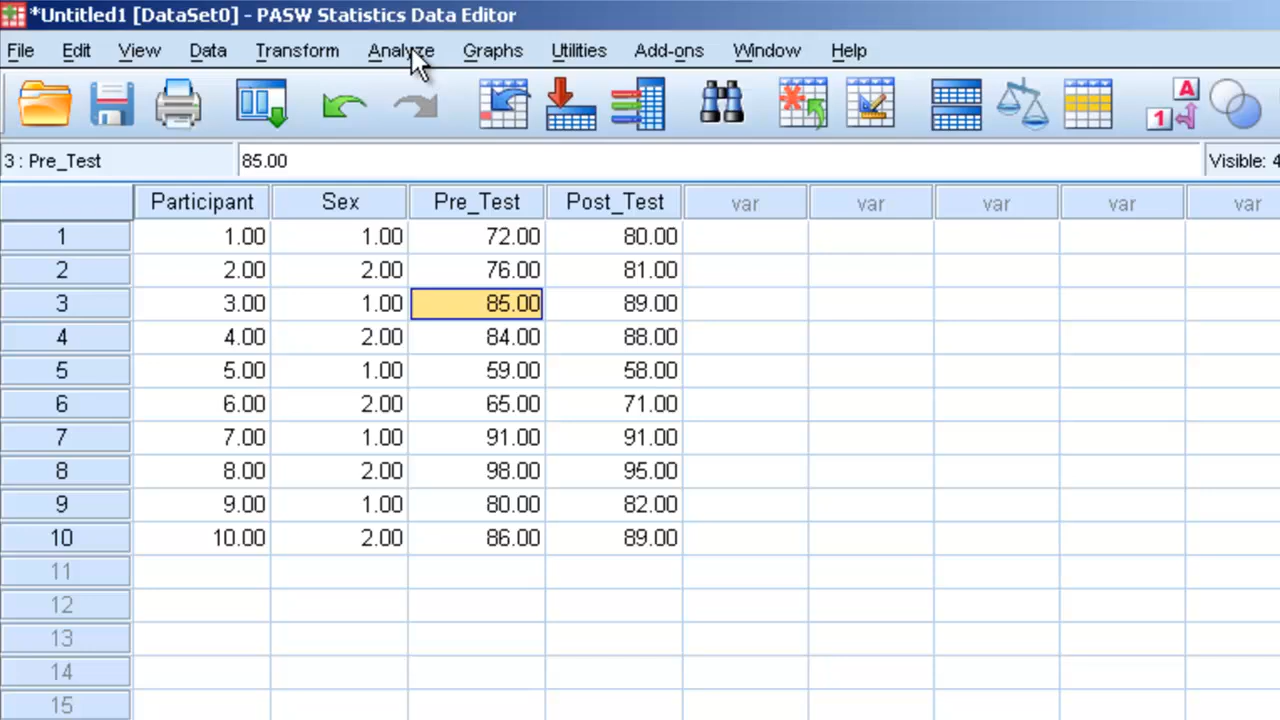 *Untitled1 [DataSet0] - PASW Statistics Data Editor
File Edit View Data Transform Analyze Graphs Utilities Add-ons Window Help
A
1
3 : Pre_Test 85.00 Visible: 4
Participant Sex Pre_Test Post_Test var var var var var
1 1.00 1.00 72.00 80.00
2 2.00 2.00 76.00 81.00
3 3.00 1.00 85.00 89.00
4 4.00 2.00 84.00 88.00
5 5.00 1.00 59.00 58.00
6 6.00 2.00 65.00 71.00
7 7.00 1.00 91.00 91.00
8 8.00 2.00 98.00 95.00
9 9.00 1.00 80.00 82.00
10 10.00 2.00 86.00 89.00
11
12
13
14
15